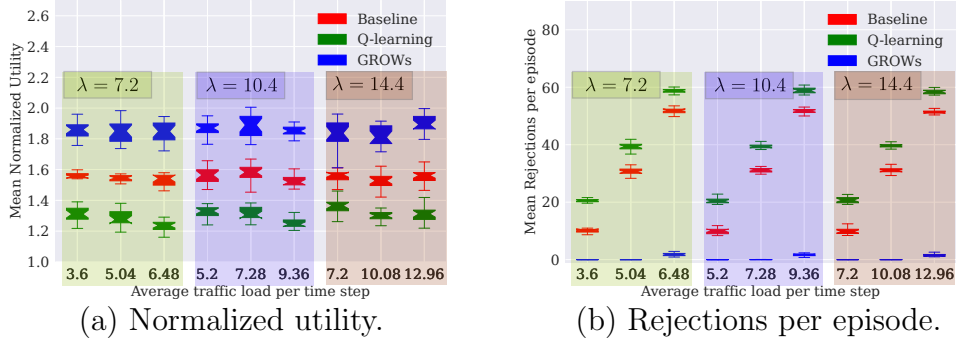 2.6
2.4
2.2
2.0
1.8
1.6
1.4
1.2
1.0
Mean Normalized Utility
Baseline
Q-learning
GROWs
λ = 7.2
λ = 10.4
λ = 14.4
3.6 5.04 6.48 5.2 7.28 9.36 7.2 10.08 12.96
Average traffic load per time step
(a) Normalized utility.
80
60
40
20
0
Mean Rejections per episode
Baseline
Q-learning
GROWs
λ = 7.2
λ = 10.4
λ = 14.4
3.6 5.04 6.48 5.2 7.28 9.36 7.2 10.08 12.96
Average traffic load per time step
(b) Rejections per episode.